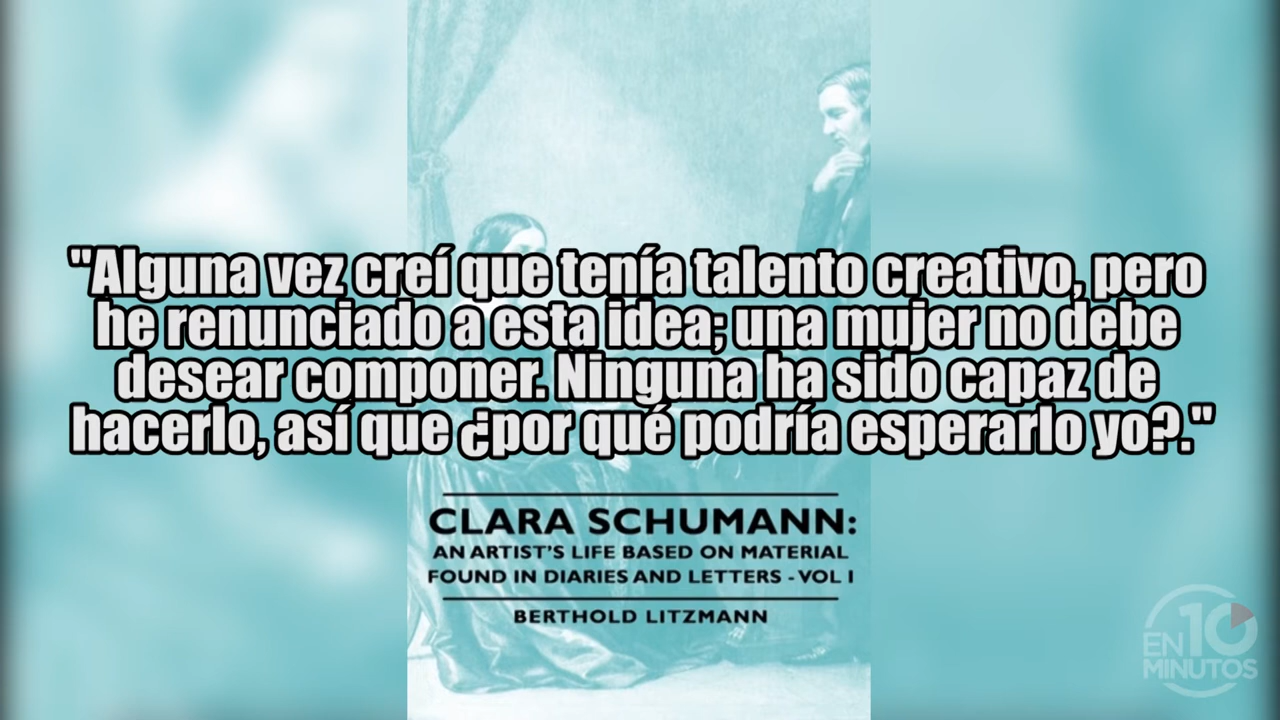 "Alguna vez creí que tenía talento creativo, pero
he renunciado a esta idea; una mujer no debe
desear componer. Ninguna ha sido capaz de
hacerlo, así que ¿por qué podría esperarlo yo?."
CLARA SCHUMANN:
AN ARTIST'S LIFE BASED ON MATERIAL
FOUND IN DIARIES AND LETTERS - VOL I
BERTHOLD LITZMANN
EN 10
MINUTOS